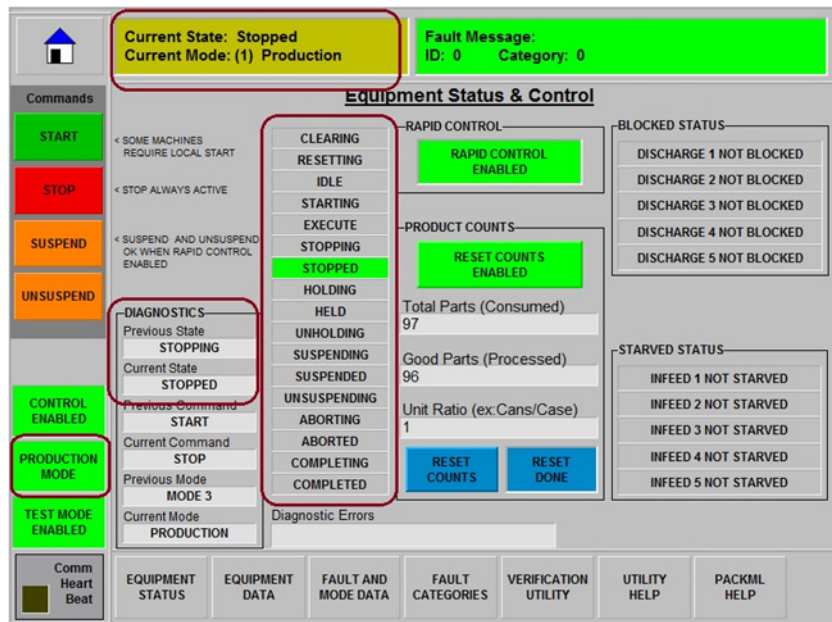 Current State: Stopped
Current Mode: (1) Production
Fault Message:
ID: 0 Category: 0
Equipment Status & Control
Commands
START
STOP
SUSPEND
UNSUSPEND
< SOME MACHINES
REQUIRE LOCAL START
< STOP ALWAYS ACTIVE
< SUSPEND AND UNSUSPEND
OK WHEN RAPID CONTROL
ENABLED
DIAGNOSTICS
Previous State
STOPPING
Current State
STOPPED
Previous Command
START
Current Command
STOP
Previous Mode
MODE 3
Current Mode
PRODUCTION
CONTROL
ENABLED
PRODUCTION
MODE
TEST MODE
ENABLED
CLEARING
RESETTING
IDLE
STARTING
EXECUTE
STOPPING
STOPPED
HOLDING
HELD
UNHOLDING
SUSPENDING
SUSPENDED
UNSUSPENDING
ABORTING
ABORTED
COMPLETING
COMPLETED
Diagnostic Errors
RAPID CONTROL
RAPID CONTROL
ENABLED
PRODUCT COUNTS
RESET COUNTS
ENABLED
Total Parts (Consumed)
97
Good Parts (Processed)
96
Unit Ratio (ex:Cans/Case)
1
RESET
COUNTS
RESET
DONE
BLOCKED STATUS
DISCHARGE 1 NOT BLOCKED
DISCHARGE 2 NOT BLOCKED
DISCHARGE 3 NOT BLOCKED
DISCHARGE 4 NOT BLOCKED
DISCHARGE 5 NOT BLOCKED
STARVED STATUS
INFEED 1 NOT STARVED
INFEED 2 NOT STARVED
INFEED 3 NOT STARVED
INFEED 4 NOT STARVED
INFEED 5 NOT STARVED
Comm
Heart
Beat
EQUIPMENT
STATUS
EQUIPMENT
DATA
FAULT AND
MODE DATA
FAULT
CATEGORIES
VERIFICATION
UTILITY
UTILITY
HELP
PACKML
HELP